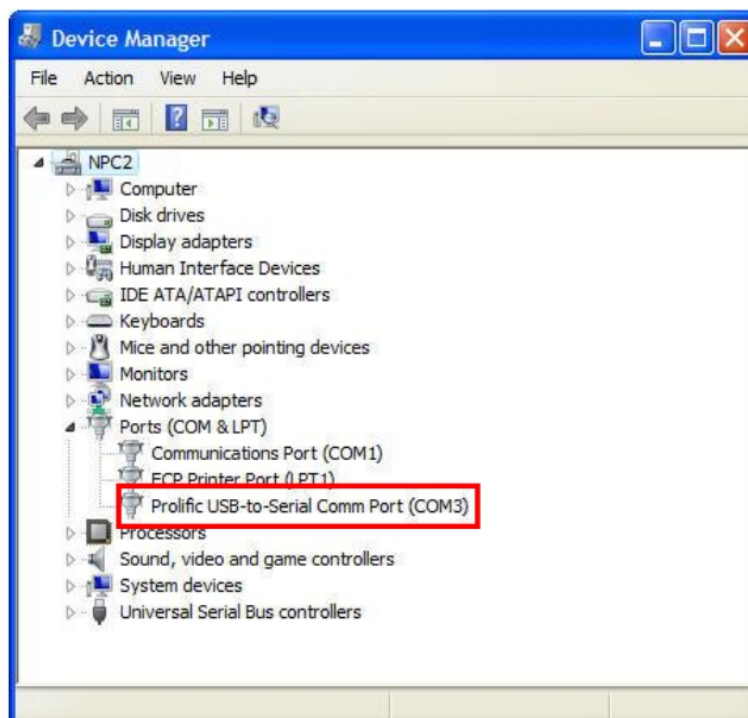 Device Manager
File Action View Help
NPC2
Computer
Disk drives
Display adapters
Human Interface Devices
IDE ATA/ATAPI controllers
Keyboards
Mice and other pointing devices
Monitors
Network adapters
Ports (COM & LPT)
Communications Port (COM1)
ECP Printer Port (LPT1)
Prolific USB-to-Serial Comm Port (COM3)
Processors
Sound, video and game controllers
System devices
Universal Serial Bus controllers